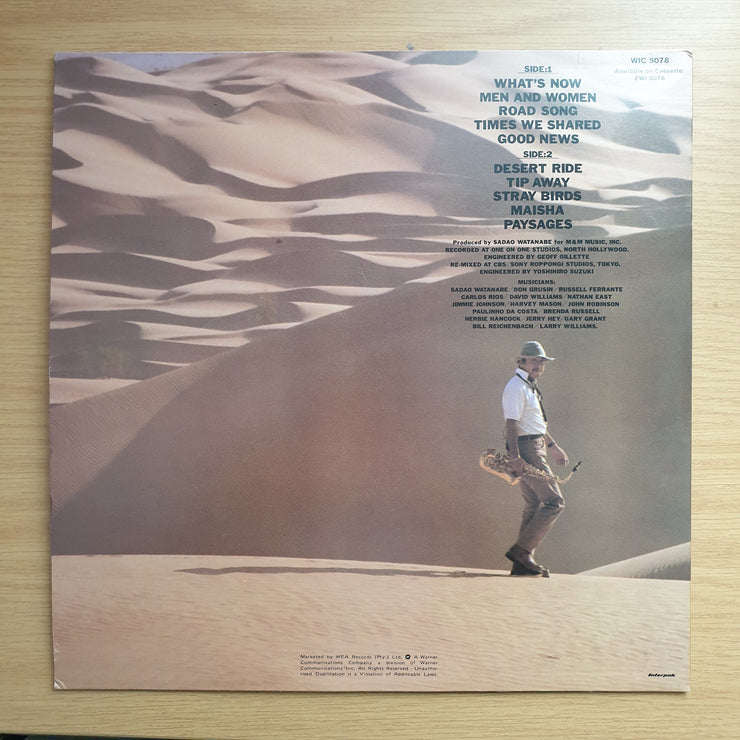 WIC 5078
Available on Cassette:
ZWI 5078
SIDE:1
WHAT'S NOW
MEN AND WOMEN
ROAD SONG
TIMES WE SHARED
GOOD NEWS
SIDE:2
DESERT RIDE
TIP AWAY
STRAY BIRDS
MAISHA
PAYSAGES
Produced by SADAO WATANABE for M&M MUSIC, INC.
RECORDED AT ONE ON ONE STUDIOS, NORTH HOLLYWOOD.
ENGINEERED BY GEOFF GILLETTE
RE-MIXED AT CBS/SONY ROPPONGI STUDIOS, TOKYO.
ENGINEERED BY YOSHIHIRO SUZUKI
MUSICIANS:
SADAO WATANABE/DON GRUSIN/RUSSELL FERRANTE
CARLOS RIOS/DAVID WILLIAMS/NATHAN EAST
JIMMIE JOHNSON/HARVEY MASON/JOHN ROBINSON
PAULINHO DA COSTA/BRENDA RUSSELL
HERBIE HANCOCK/JERRY HEY/GARY GRANT
BILL REICHENBACH/LARRY WILLIAMS.
Marketed by WEA Records (Pty.) Ltd. A Warner
Communications Company a division of Warner
Communications Inc. All Rights Reserved - Unautho-
rised Duplication is a Violation of Applicable Laws.
interpak